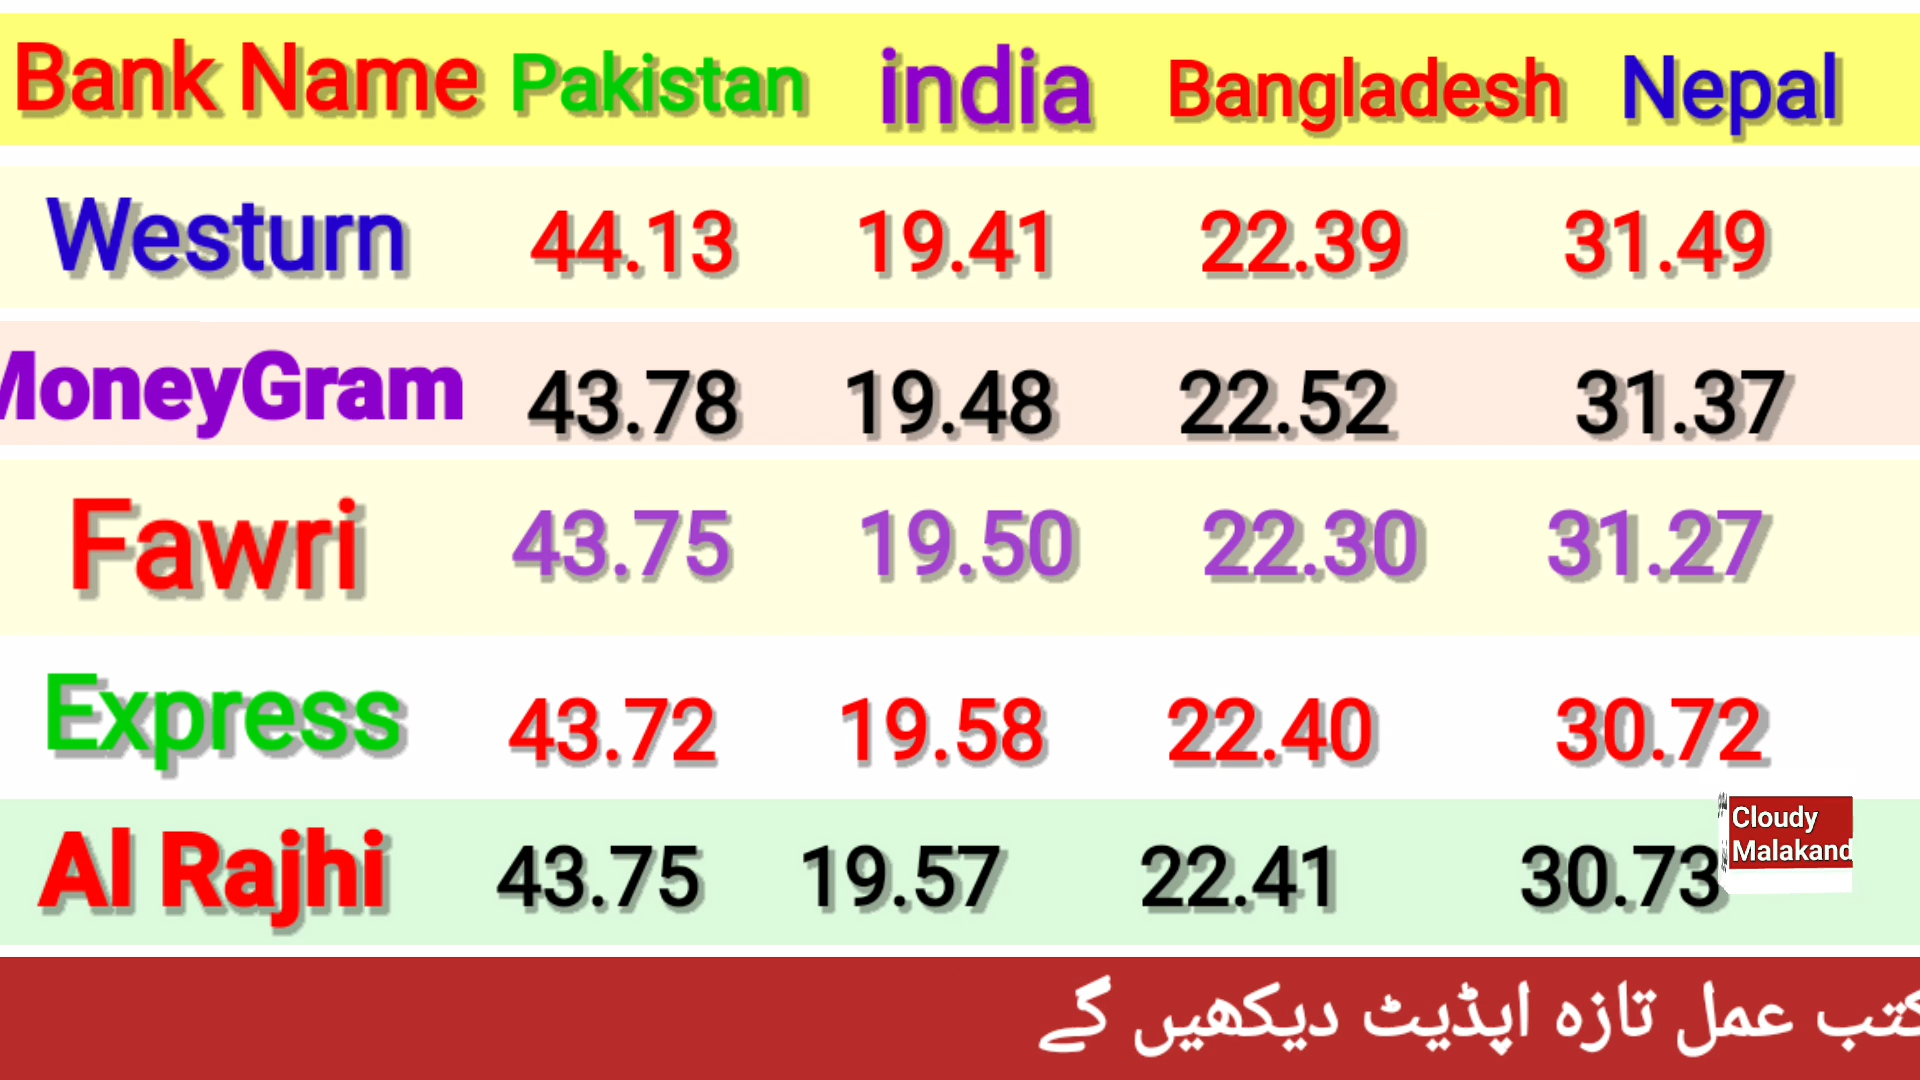 Bank Name Pakistan india Bangladesh Nepal
Westurn 44.13 19.41 22.39 31.49
MoneyGram 43.78 19.48 22.52 31.37
Fawri 43.75 19.50 22.30 31.27
Express 43.72 19.58 22.40 30.72
Al Rajhi 43.75 19.57 22.41 30.73
Cloudy
Malakand
عمل تازہ اپڈیٹ دیکھیں گے